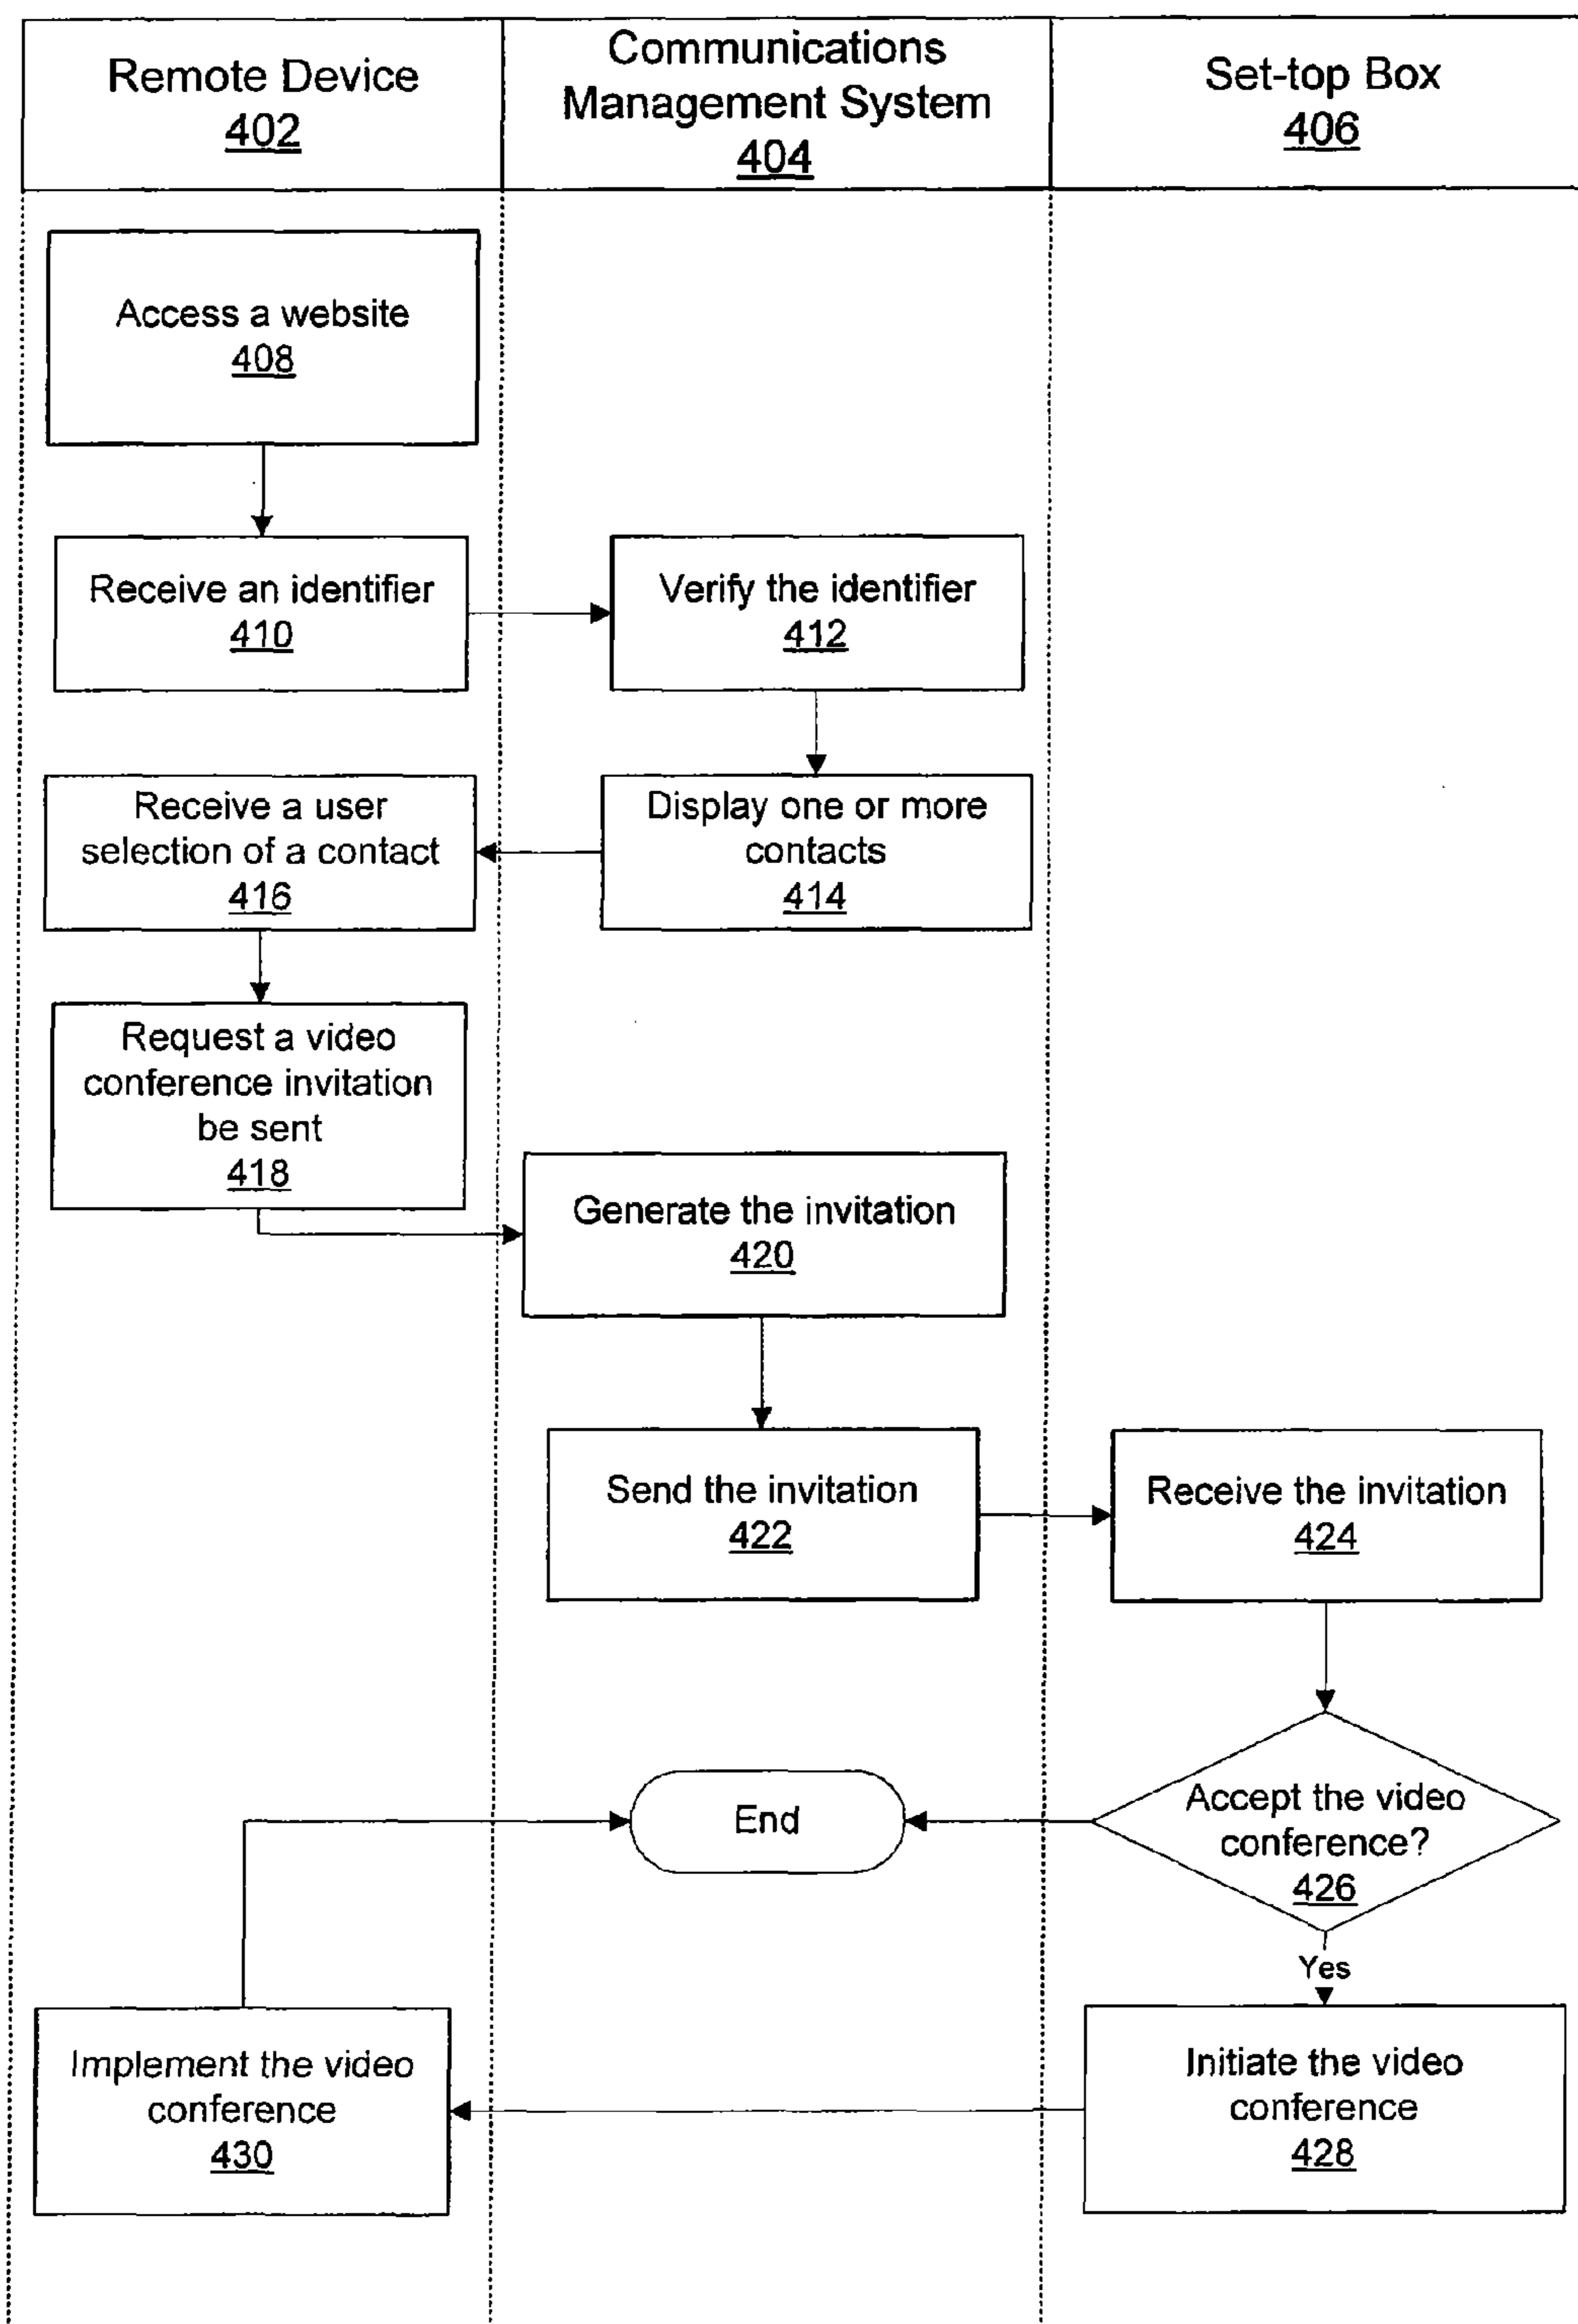 Remote Device
402
Communications
Management System
404
Set-top Box
406
Access a website
408
Receive an identifier
410
Verify the identifier
412
Display one or more
contacts
414
Receive a user
selection of a contact
416
Request a video
conference invitation
be sent
418
Generate the invitation
420
Send the invitation
422
Receive the invitation
424
Accept the video
conference?
426
End
Yes
Initiate the video
conference
428
Implement the video
conference
430